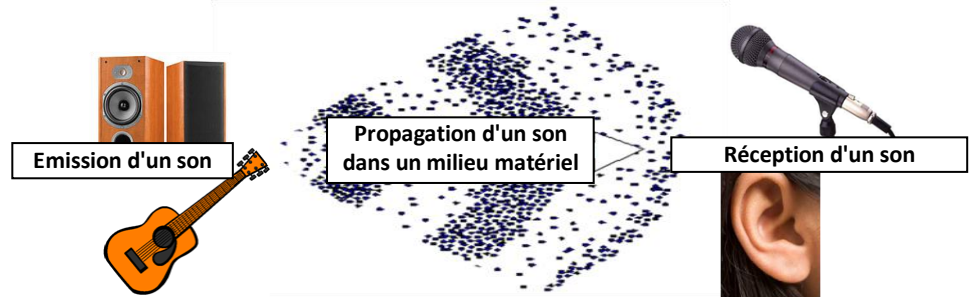 Emission d'un son
Propagation d'un son
dans un milieu matériel
Réception d'un son